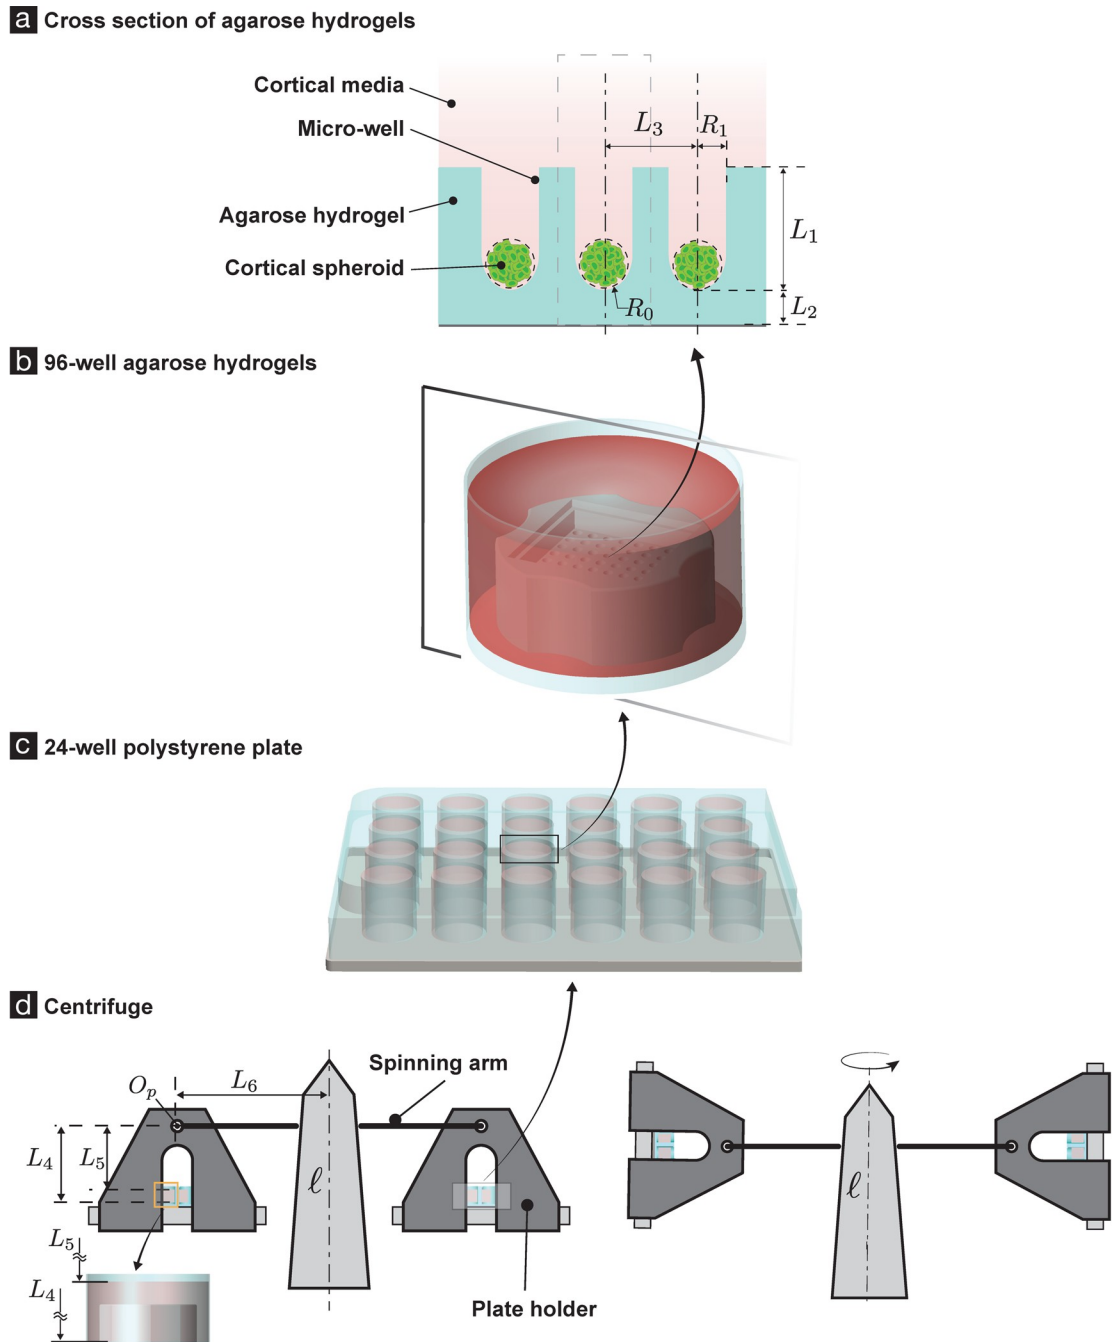 a Cross section of agarose hydrogels
Cortical media
Micro-well
L3
R1
Agarose hydrogel
L1
Cortical spheroid
R0
L2
b 96-well agarose hydrogels
c 24-well polystyrene plate
d Centrifuge
Spinning arm
Op
L6
L4
L5
ℓ
ℓ
L5
L4
Plate holder